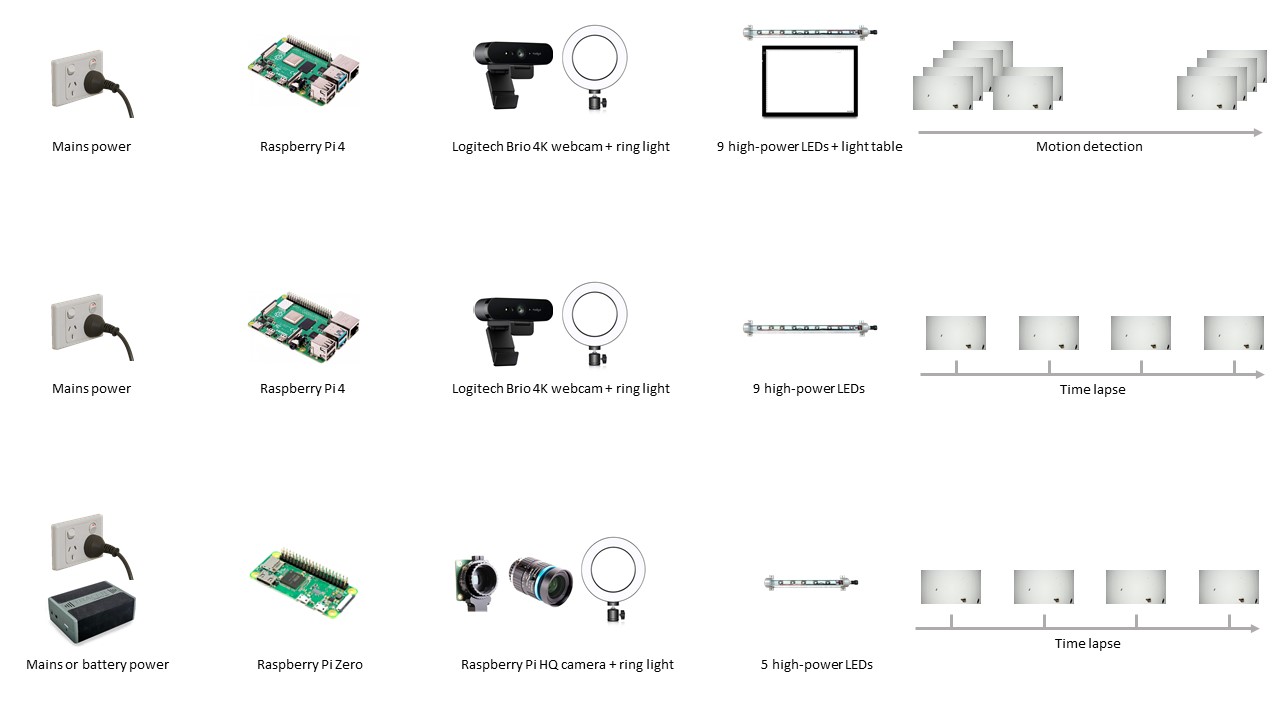 Mains power
Raspberry Pi 4
Logitech Brio 4K webcam + ring light
9 high-power LEDs + light table
Motion detection
Mains power
Raspberry Pi 4
Logitech Brio 4K webcam + ring light
9 high-power LEDs
Time lapse
Mains or battery power
Raspberry Pi Zero
Raspberry Pi HQ camera + ring light
5 high-power LEDs
Time lapse